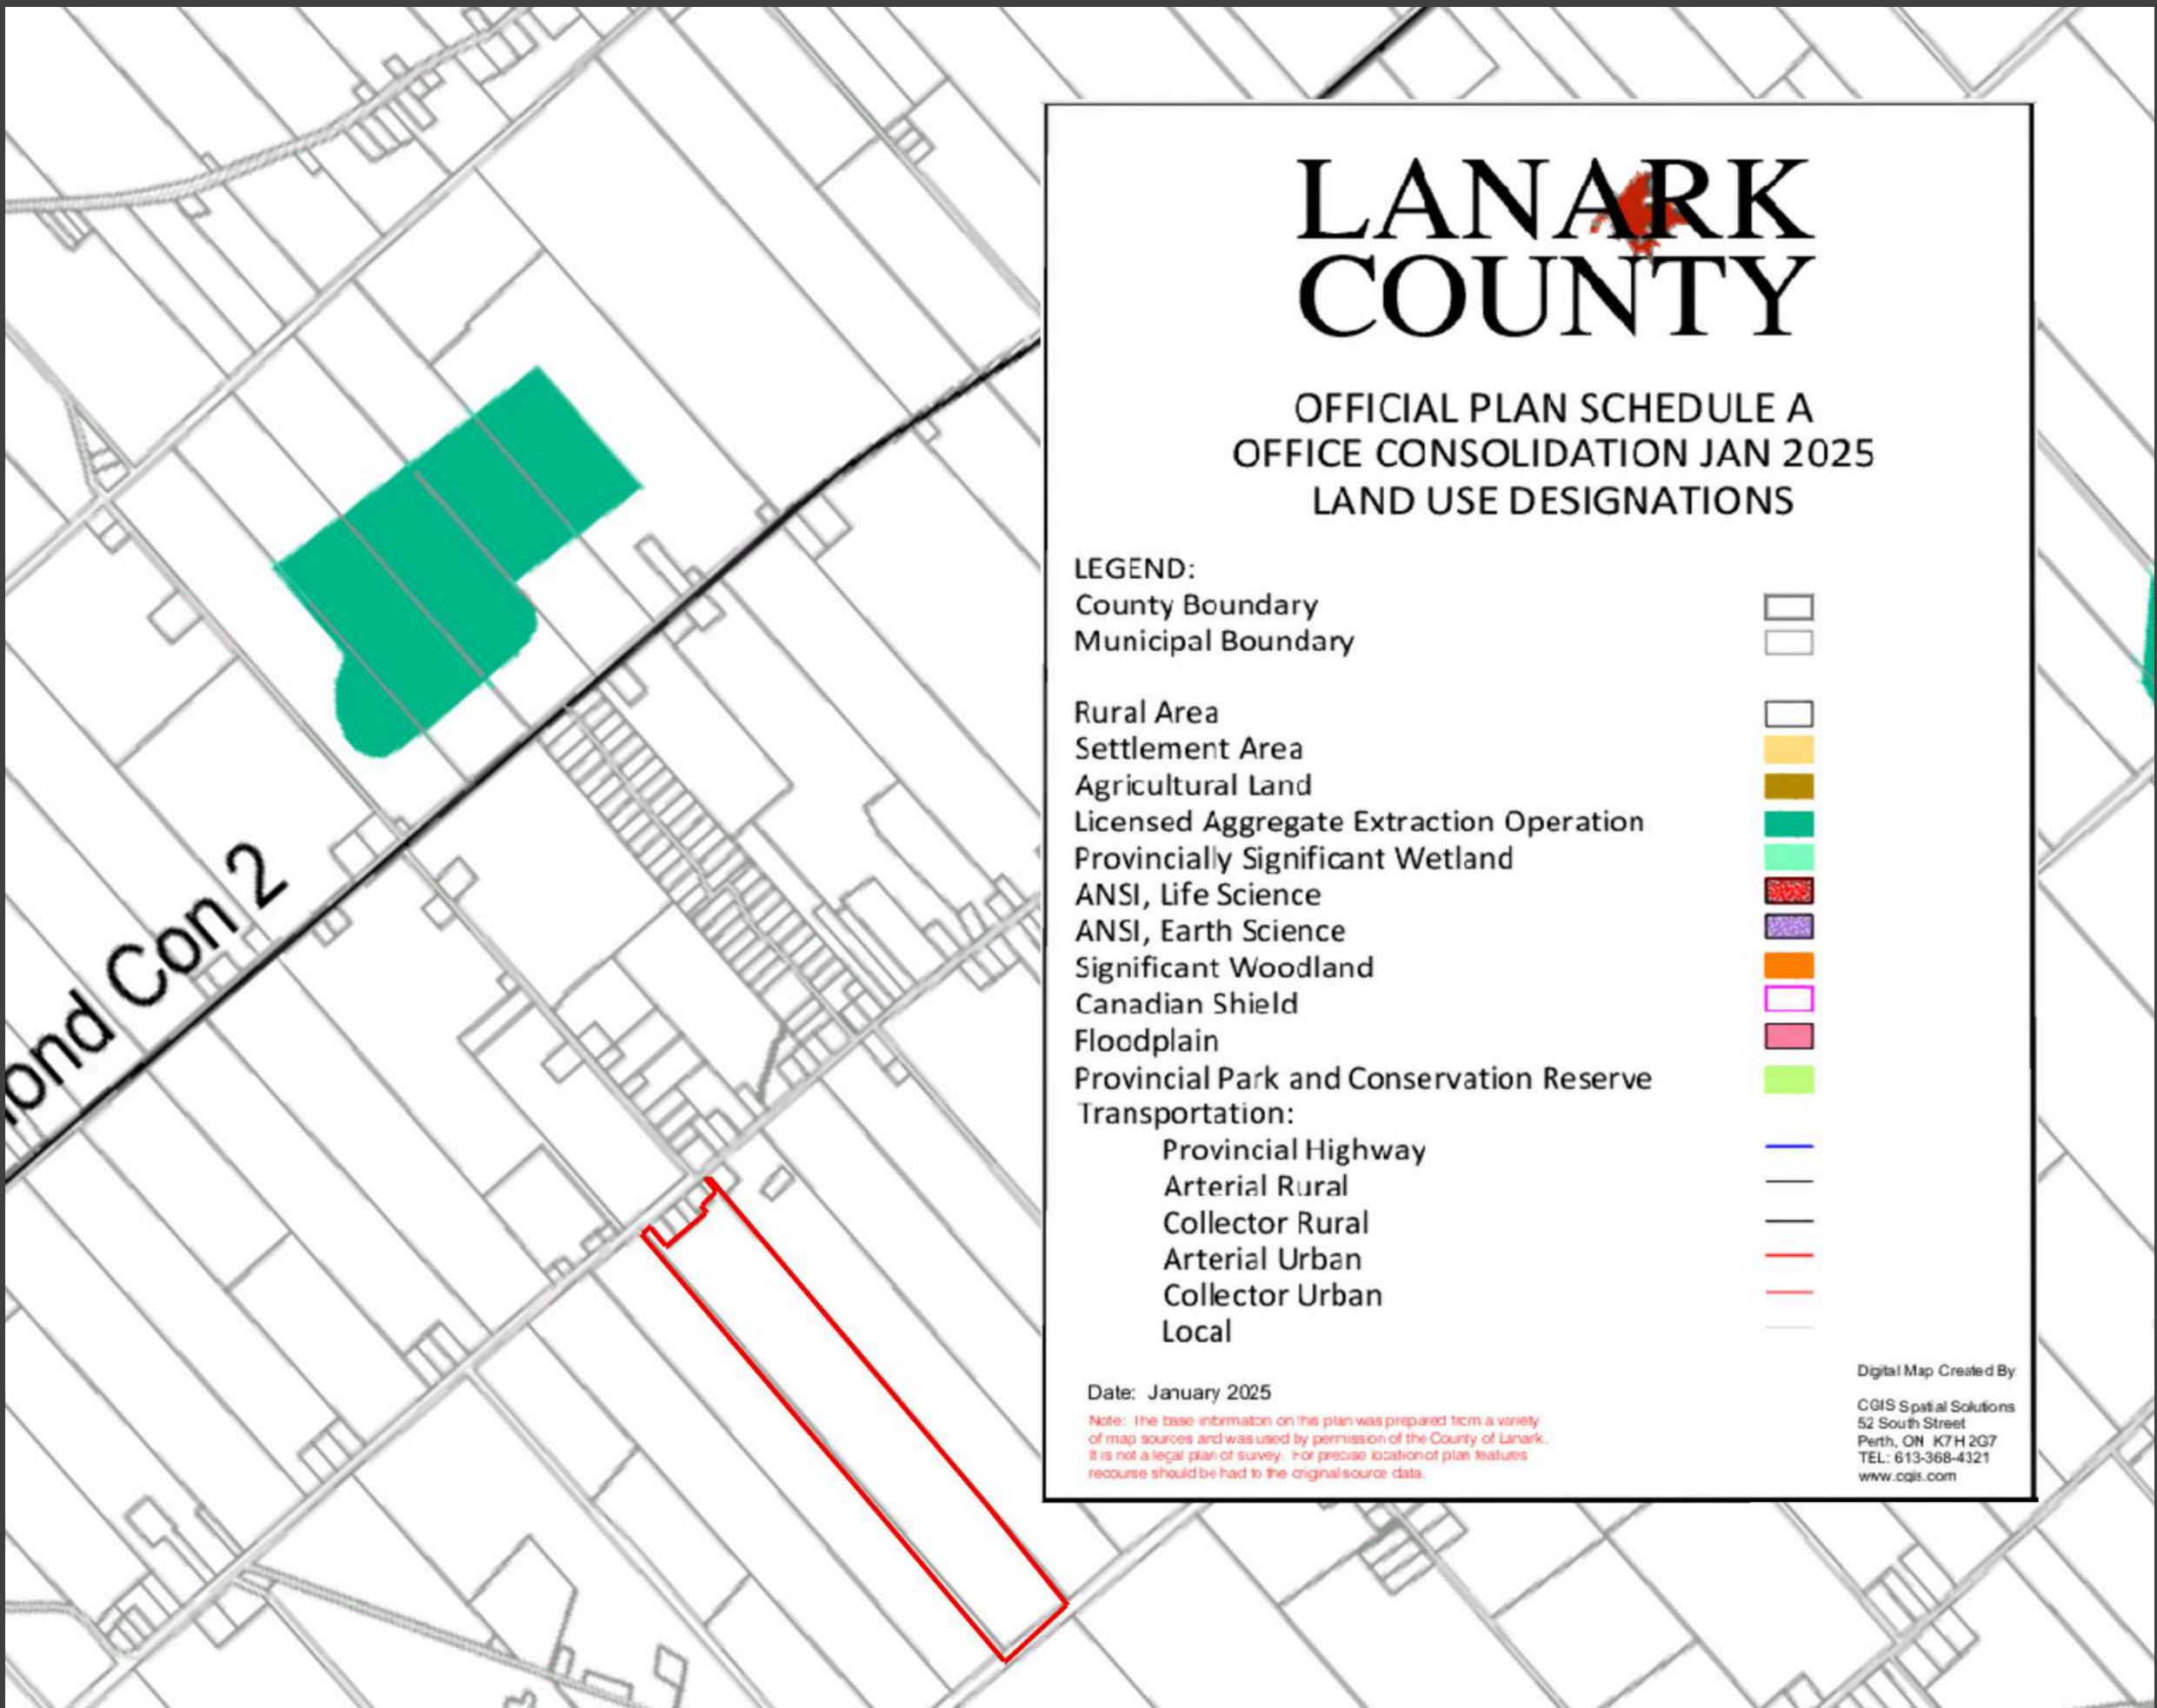 LANARK
COUNTY
OFFICIAL PLAN SCHEDULE A
OFFICE CONSOLIDATION JAN 2025
LAND USE DESIGNATIONS
LEGEND:
County Boundary
Municipal Boundary
Rural Area
Settlement Area
Agricultural Land
Licensed Aggregate Extraction Operation
Provincially Significant Wetland
ANSI, Life Science
ANSI, Earth Science
Significant Woodland
Canadian Shield
Floodplain
Provincial Park and Conservation Reserve
Transportation:
Provincial Highway
Arterial Rural
Collector Rural
Arterial Urban
Collector Urban
Local
Date: January 2025
Note: The base information on this plan was prepared from a variety
of map sources and was used by permission of the County of Lanark.
It is not a legal plan of survey. For precise location of plan features
recourse should be had to the original source data.
Digital Map Created By:
CGIS Spatial Solutions
52 South Street
Perth, ON K7H 2G7
TEL: 613-368-4321
www.cgis.com
ond Con 2